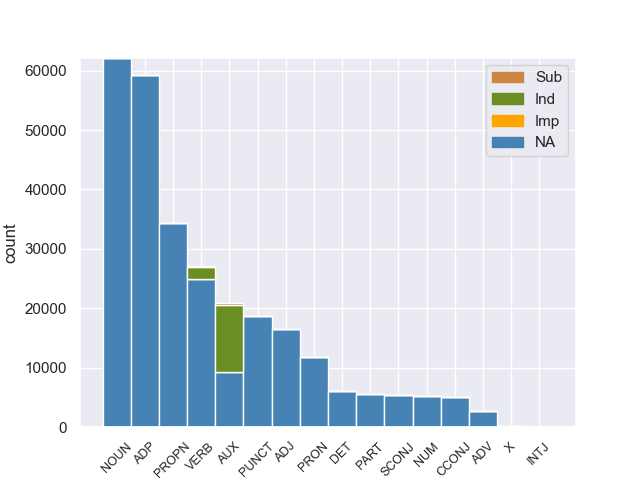 60000
50000
40000
30000
20000
10000
0
count
Sub
Ind
Imp
NA
NOUN
ADP
PROPN
VERB
AUX
PUNCT
ADJ
PRON
DET
PART
SCONJ
NUM
CCONJ
ADV
X
INTJ